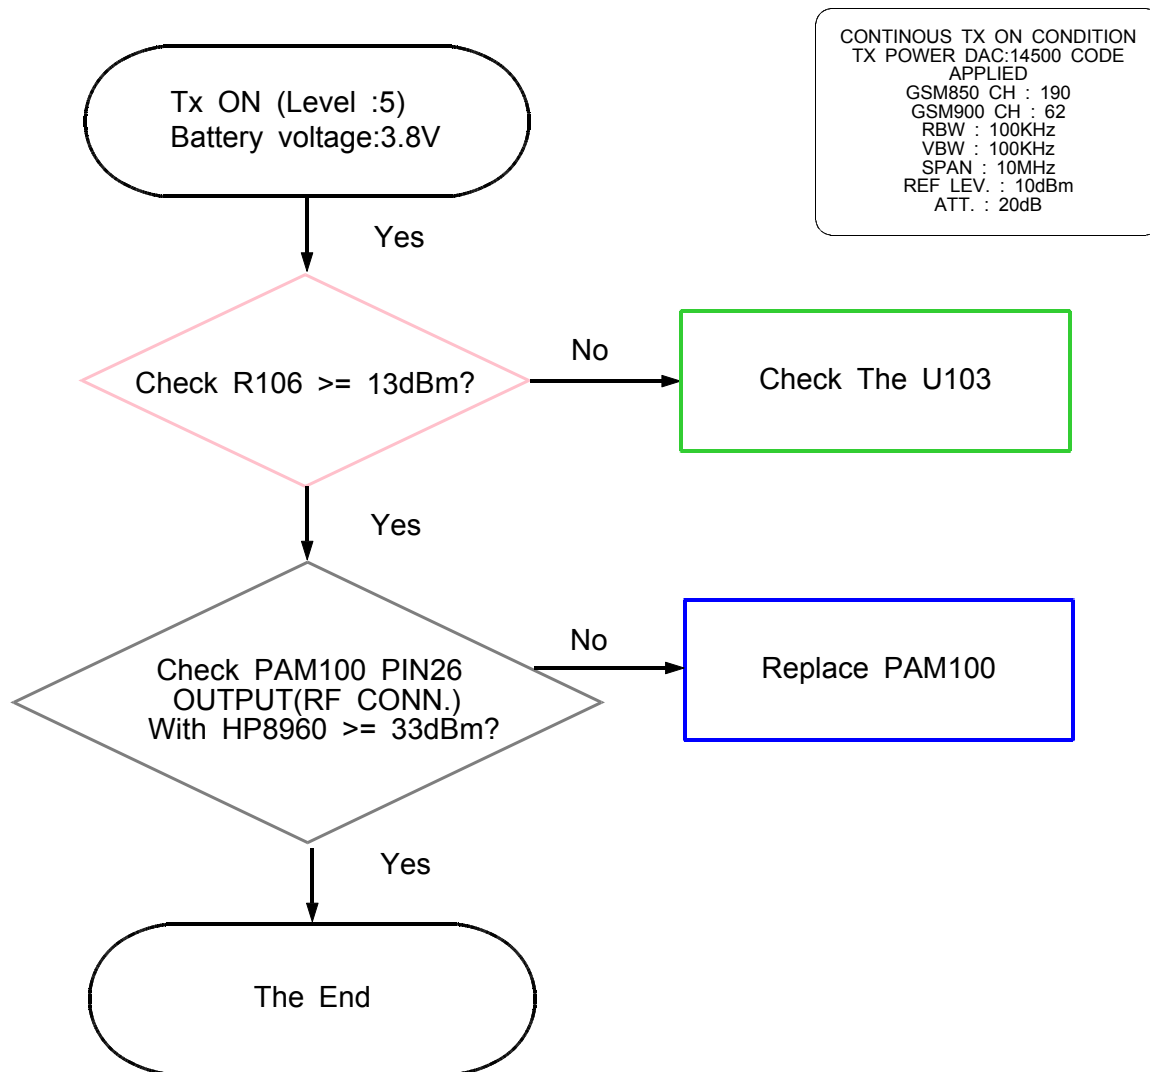 CONTINOUS TX ON CONDITION
TX POWER DAC:14500 CODE
APPLIED
GSM850 CH : 190
GSM900 CH : 62
RBW : 100KHz
VBW : 100KHz
SPAN : 10MHz
REF LEV. : 10dBm
ATT. : 20dB
Tx ON (Level :5)
Battery voltage:3.8V
Yes
Check R106 >= 13dBm?
No
Check The U103
Yes
Check PAM100 PIN26
OUTPUT(RF CONN.)
With HP8960 >= 33dBm?
No
Replace PAM100
Yes
The End